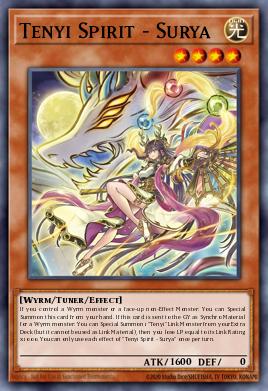 TENYI SPIRIT - SURYA
光
[WYRM/TUNER/EFFECT]
If you control a Wyrm monster or a face-up non-Effect Monster: You can Special
Summon this card from your hand. If this card is sent to the GY as Synchro Material
for a Wyrm monster: You can Special Summon 1 "Tenyi" Link Monster from your Extra
Deck (but it cannot be used as Link Material), then you lose LP equal to its Link Rating
x 1000. You can only use each effect of "Tenyi Spirit - Surya" once per turn.
ATK/1600 DEF/ 0